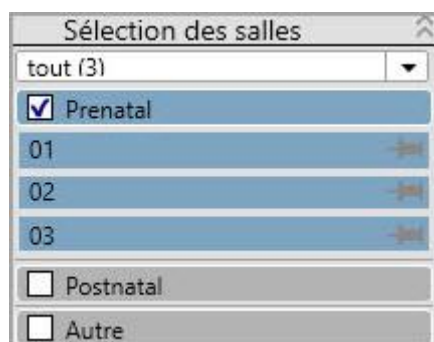 Sélection des salles
tout (3)
Prenatal
01
02
03
Postnatal
Autre